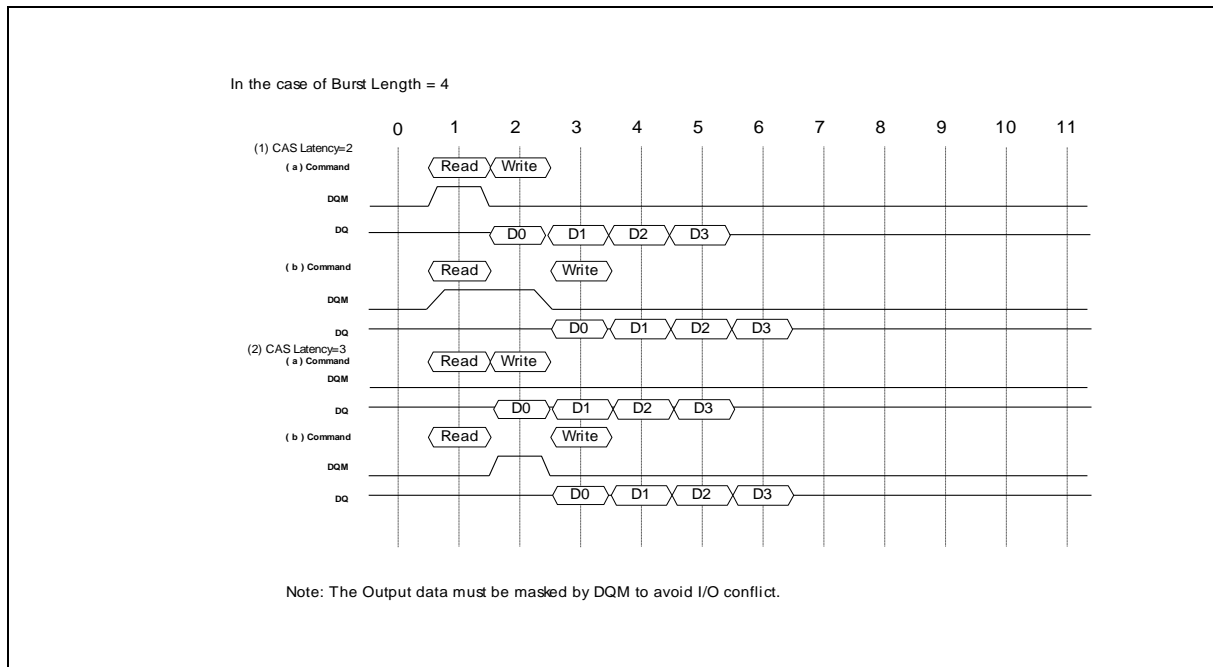 In the case of Burst Length = 4
0 1 2 3 4 5 6 7 8 9 10 11
(1) CAS Latency=2
( a ) Command Read Write
DQM
DQ D0 D1 D2 D3
( b ) Command Read Write
DQM
DQ D0 D1 D2 D3
(2) CAS Latency=3
( a ) Command Read Write
DQM
DQ D0 D1 D2 D3
( b ) Command Read Write
DQM
DQ D0 D1 D2 D3
Note: The Output data must be masked by DQM to avoid I/O conflict.